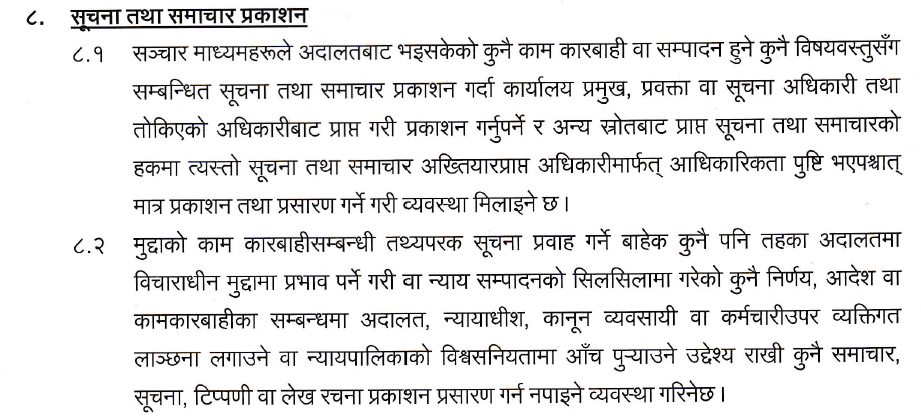 ८. सूचना तथा समाचार प्रकाशन
८.१ सञ्चार माध्यमहरूले अदालतबाट भइसकेको कुनै काम कारबाही वा सम्पादन हुने कुनै विषयवस्तुसँग
सम्बन्धित सूचना तथा समाचार प्रकाशन गर्दा कार्यालय प्रमुख, प्रवक्ता वा सूचना अधिकारी तथा
तोकिएको अधिकारीबाट प्राप्त गरी प्रकाशन गर्नुपर्ने र अन्य स्रोतबाट प्राप्त सूचना तथा समाचारको
हकमा त्यस्तो सूचना तथा समाचार अख्तियारप्राप्त अधिकारीमार्फत् आधिकारिकता पुष्टि भएपश्चात्
मात्र प्रकाशन तथा प्रसारण गर्ने गरी व्यवस्था मिलाइने छ।
८.२ मुद्दाको काम कारबाहीसम्बन्धी तथ्यपरक सूचना प्रवाह गर्ने बाहेक कुनै पनि तहका अदालतमा
विचाराधीन मुद्दामा प्रभाव पर्ने गरी वा न्याय सम्पादनको सिलसिलामा गरेको कुनै निर्णय, आदेश वा
कामकारबाहीका सम्बन्धमा अदालत, न्यायाधीश, कानून व्यवसायी वा कर्मचारीउपर व्यक्तिगत
लाञ्छना लगाउने वा न्यायपालिकाको विश्वसनियतामा आँच पुऱ्याउने उद्देश्य राखी कुनै समाचार,
सूचना, टिप्पणी वा लेख रचना प्रकाशन प्रसारण गर्न नपाइने व्यवस्था गरिनेछ।